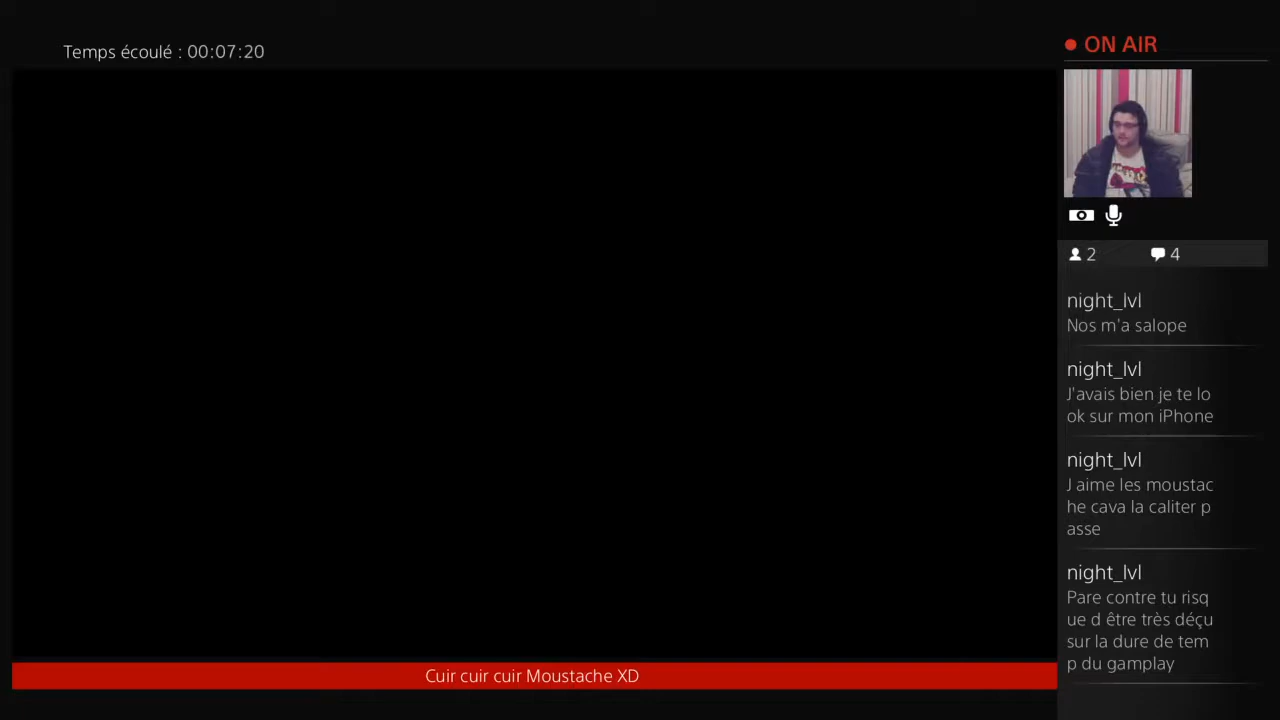 Temps écoulé : 00:07:20
ON AIR
2
4
night_lvl
Nos m'a salope
night_lvl
J'avais bien je te lo
ok sur mon iPhone
night_lvl
J aime les moustac
he cava la caliter p
asse
night_lvl
Pare contre tu risq
ue d être très déçu
sur la dure de tem
p du gamplay
Cuir cuir cuir Moustache XD